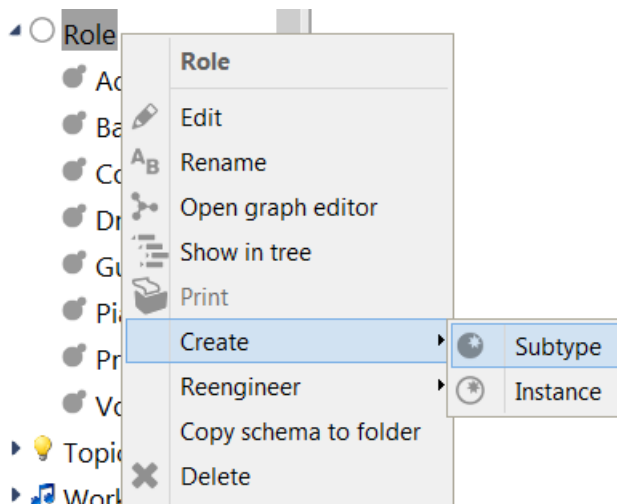 Role
Role
Edit
Rename
Open graph editor
Show in tree
Print
Create
Subtype
Reengineer
Instance
Copy schema to folder
Delete